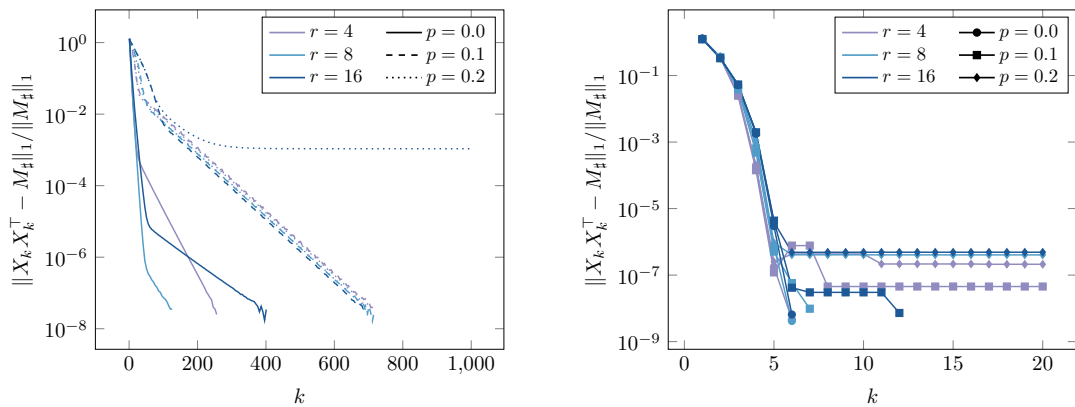 10^0
10^{-2}
10^{-4}
10^{-6}
10^{-8}
0 200 400 600 800 1,000
k
‖X_k X_k^⊤ − M_♯‖_1/‖M_♯‖_1
r = 4 p = 0.0
r = 8 p = 0.1
r = 16 p = 0.2
10^{-1}
10^{-3}
10^{-5}
10^{-7}
10^{-9}
0 5 10 15 20
k
‖X_k X_k^⊤ − M_♯‖_1/‖M_♯‖_1
r = 4 p = 0.0
r = 8 p = 0.1
r = 16 p = 0.2